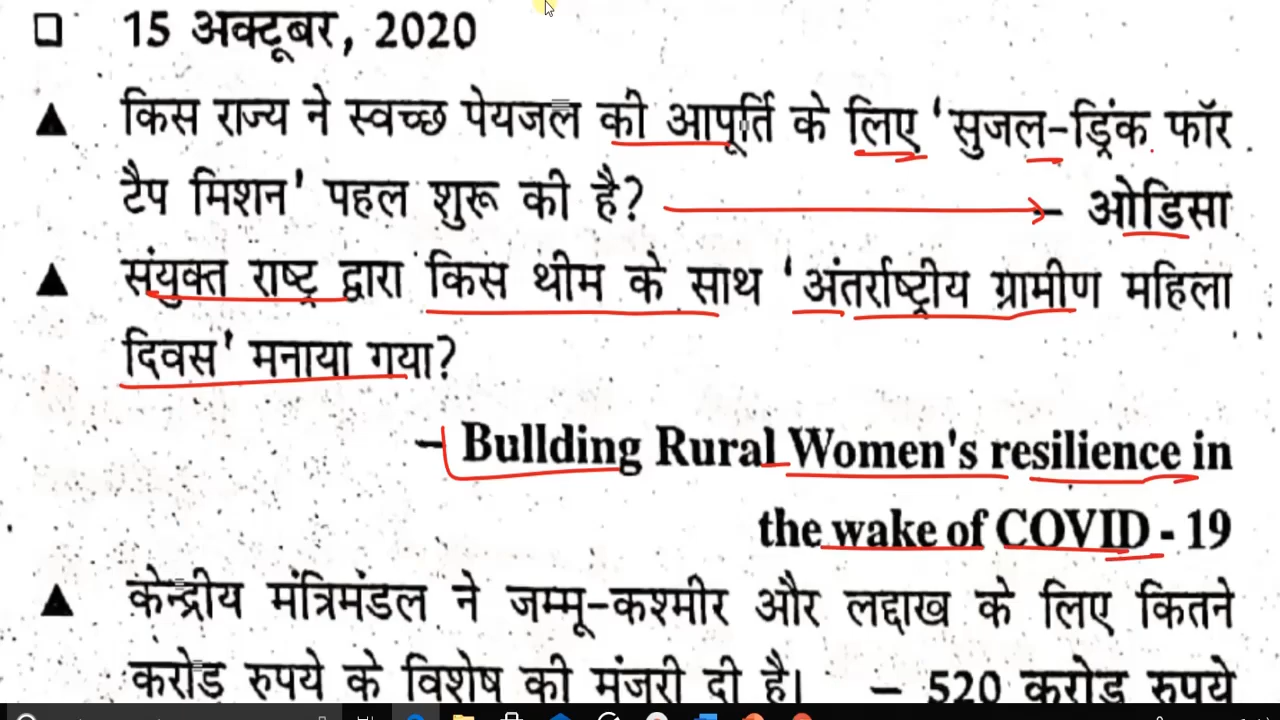 15 अक्टूबर, 2020
किस राज्य ने स्वच्छ पेयजल की आपूर्ति के लिए 'सुजल-ड्रिंक फॉर
टैप मिशन' पहल शुरू की है? – ओडिसा
संयुक्त राष्ट्र द्वारा किस थीम के साथ 'अंतर्राष्ट्रीय ग्रामीण महिला
दिवस' मनाया गया?
– Bullding Rural Women's resilience in
the wake of COVID - 19
केन्द्रीय मंत्रिमंडल ने जम्मू-कश्मीर और लद्दाख के लिए कितने
करोड रुपये के विशेष की मंजरी दी है। – 520 करोड रुपये